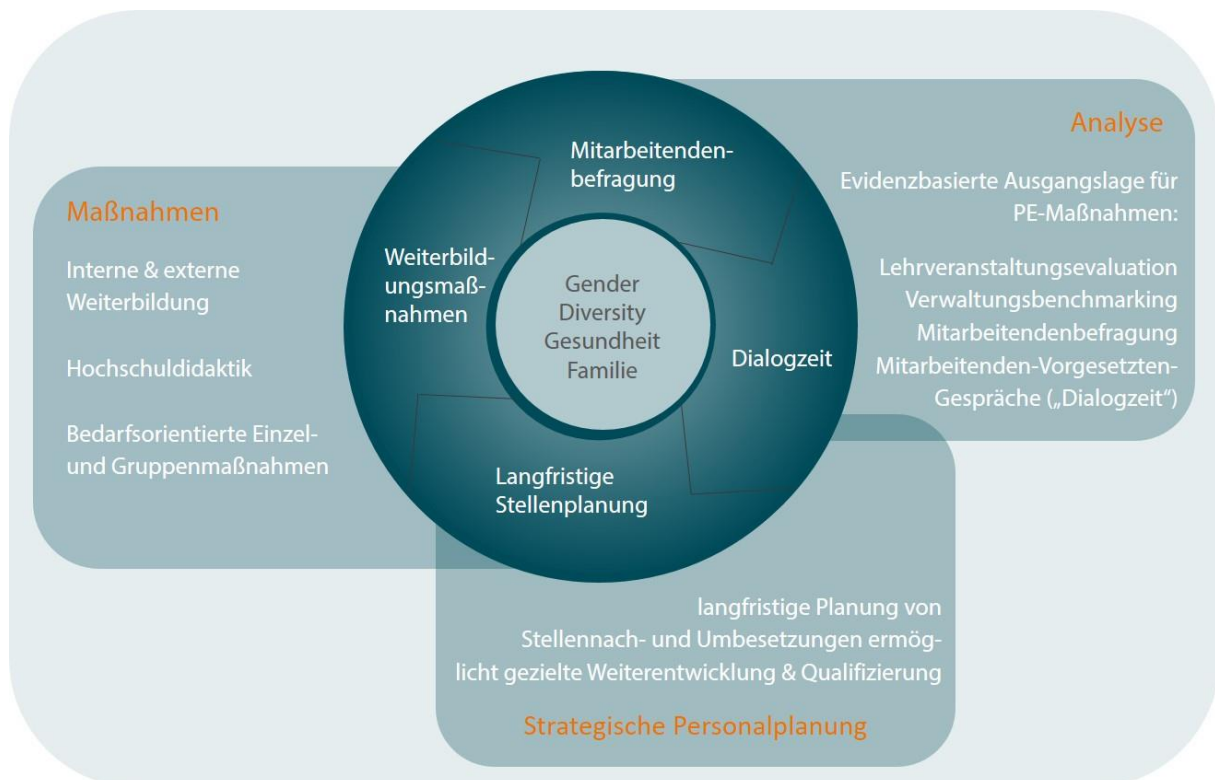 Analyse
Evidenzbasierte Ausgangslage für
PE-Maßnahmen:
Lehrveranstaltungsevaluation
Verwaltungsbenchmarking
Mitarbeitendenbefragung
Mitarbeitenden-Vorgesetzten-
Gespräche („Dialogzeit“)
Maßnahmen
Interne & externe
Weiterbildung
Hochschuldidaktik
Bedarfsorientierte Einzel-
und Gruppenmaßnahmen
Mitarbeitenden-
befragung
Weiterbild-
ungsmaß-
nahmen
Gender
Diversity
Gesundheit
Familie
Dialogzeit
Langfristige
Stellenplanung
langfristige Planung von
Stellennach- und Umbesetzungen ermög-
licht gezielte Weiterentwicklung & Qualifizierung
Strategische Personalplanung